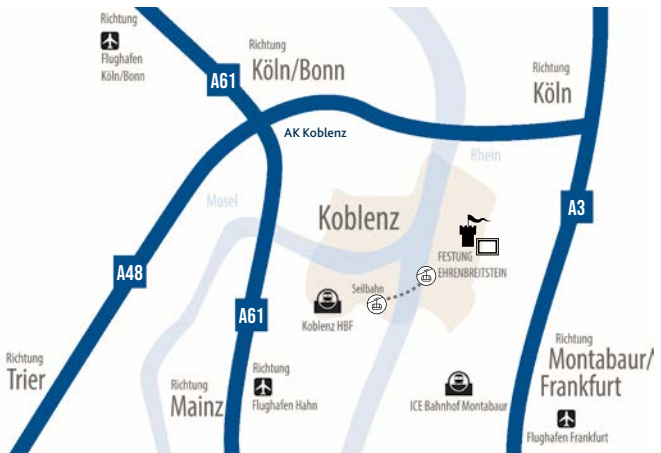 Richtung
Flughafen
Köln/Bonn
A61
Richtung
Köln/Bonn
Richtung
Köln
AK Koblenz
Rhein
Mosel
Koblenz
A3
FESTUNG
EHRENBREITSTEIN
A48
Seilbahn
A61
Koblenz HBF
Richtung
Trier
Richtung
Mainz
Richtung
Flughafen Hahn
ICE Bahnhof Montabaur
Richtung
Montabaur/
Frankfurt
Flughafen Frankfurt